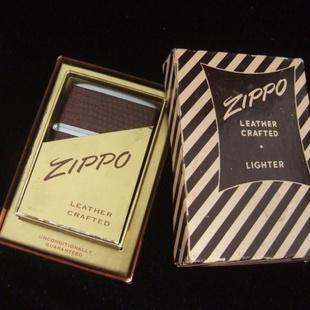 ZIPPO
LEATHER
CRAFTED
UNCONDITIONALLY
GUARANTEED
ZIPPO
LEATHER
CRAFTED
•
LIGHTER